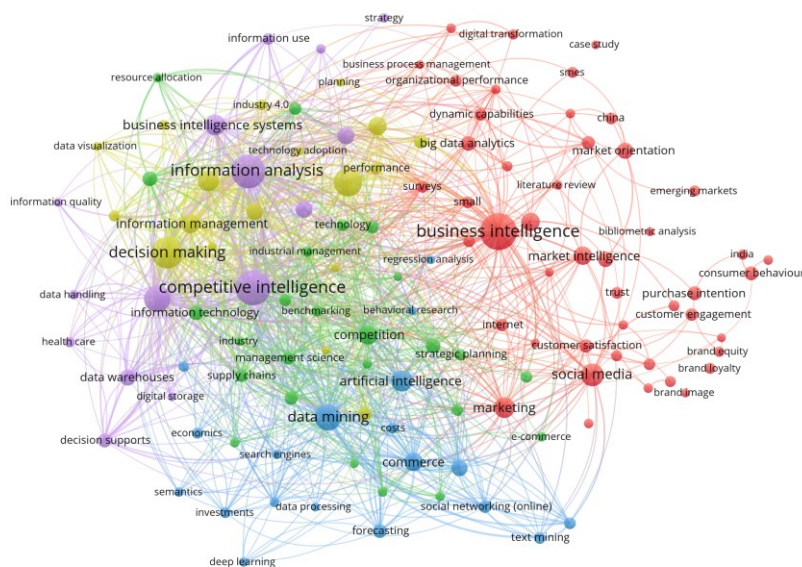 strategy
information use
digital transformation
case study
business process management
resource allocation
organizational performance
smes
planning
industry 4.0
dynamic capabilities
china
business intelligence systems
data visualization
technology adoption
big data analytics
market orientation
information analysis
performance
surveys
literature review
emerging markets
information quality
small
information management
technology
business intelligence
bibliometric analysis
decision making
industrial management
regression analysis
market intelligence
india
consumer behaviour
competitive intelligence
data handling
trust
purchase intention
information technology
benchmarking
behavioral research
customer engagement
internet
competition
health care
industry
customer satisfaction
brand equity
management science
strategic planning
brand loyalty
data warehouses
supply chains
artificial intelligence
social media
brand image
digital storage
data mining
marketing
decision supports
economics
costs
e-commerce
search engines
commerce
semantics
investments
data processing
social networking (online)
forecasting
text mining
deep learning